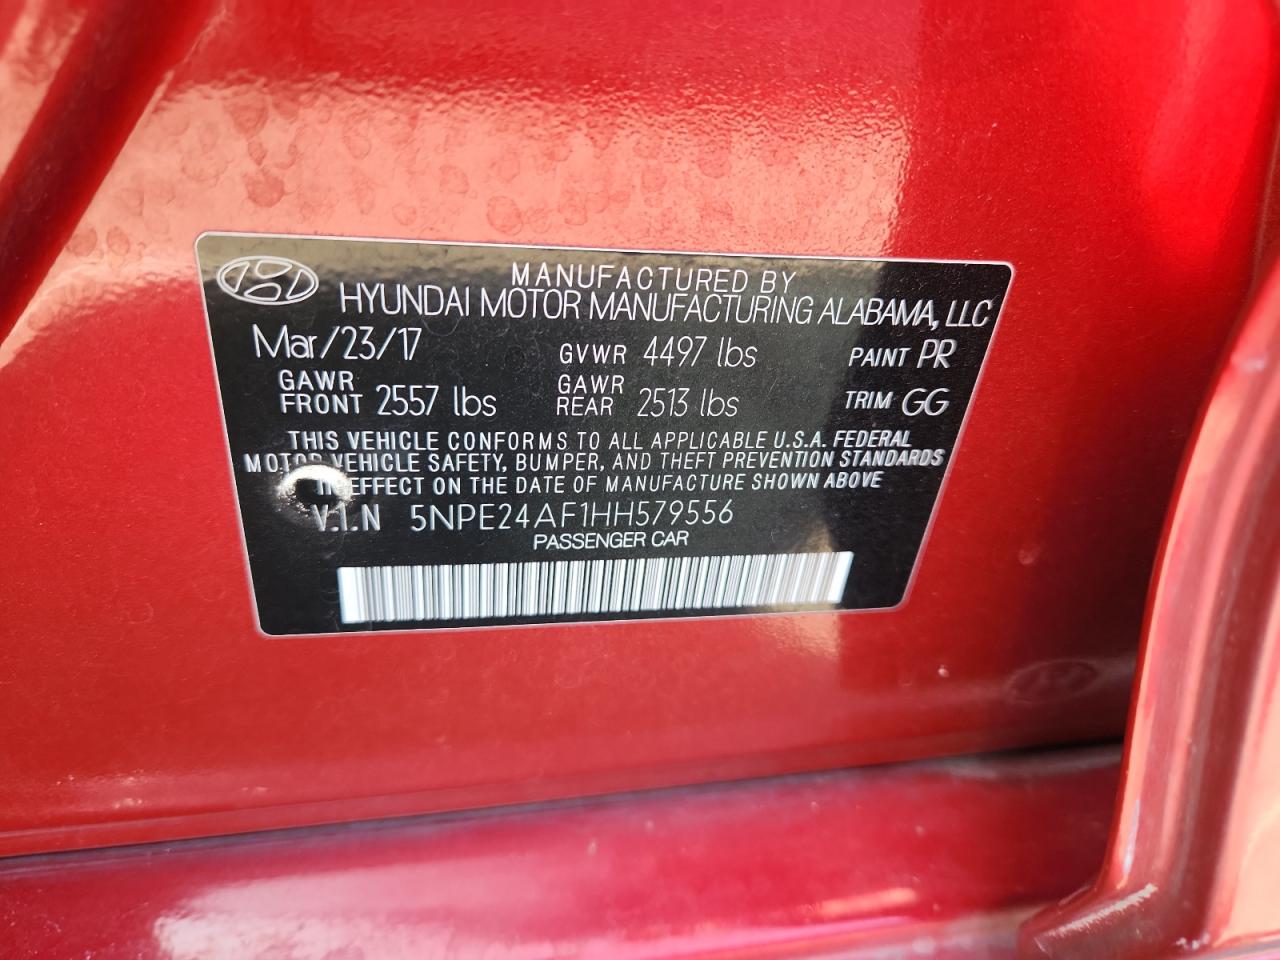 MANUFACTURED BY
HYUNDAI MOTOR MANUFACTURING ALABAMA, LLC
Mar/23/17 GVWR 4497 lbs PAINT PR
GAWR FRONT 2557 lbs GAWR REAR 2513 lbs TRIM GG
THIS VEHICLE CONFORMS TO ALL APPLICABLE U.S.A. FEDERAL
MOTOR VEHICLE SAFETY, BUMPER, AND THEFT PREVENTION STANDARDS
IN EFFECT ON THE DATE OF MANUFACTURE SHOWN ABOVE
V.I.N 5NPE24AF1HH579556
PASSENGER CAR